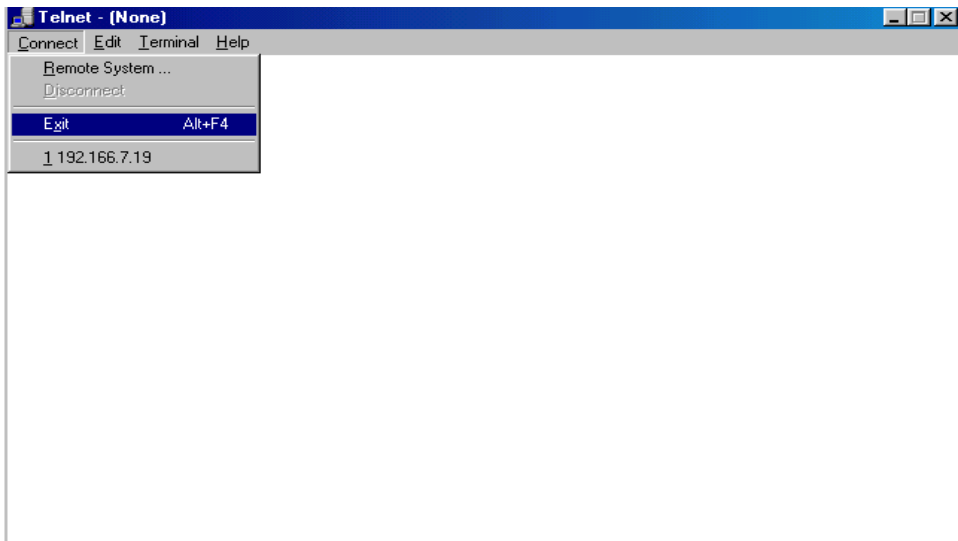 Telnet - (None)
Connect Edit Terminal Help
Remote System ...
Disconnect
Exit Alt+F4
1 192.166.7.19